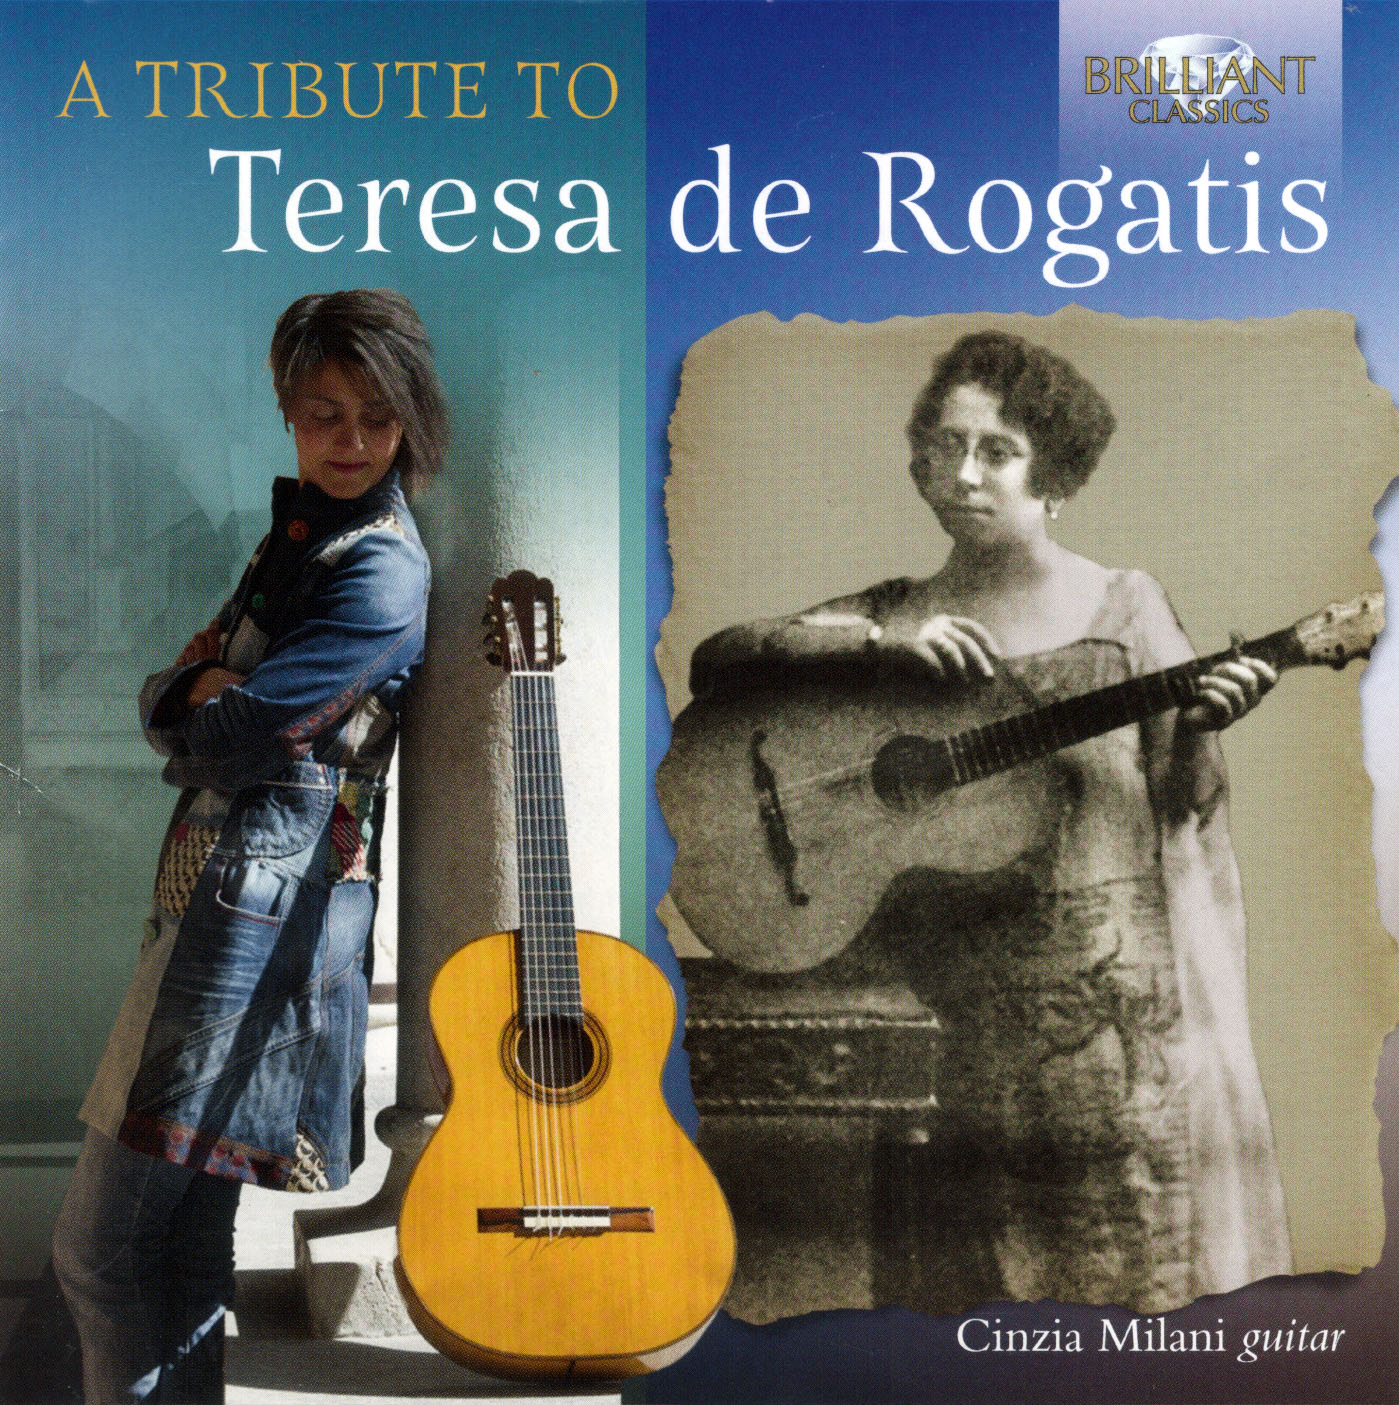 A TRIBUTE TO
BRILLIANT
CLASSICS
Teresa de Rogatis
Cinzia Milani guitar